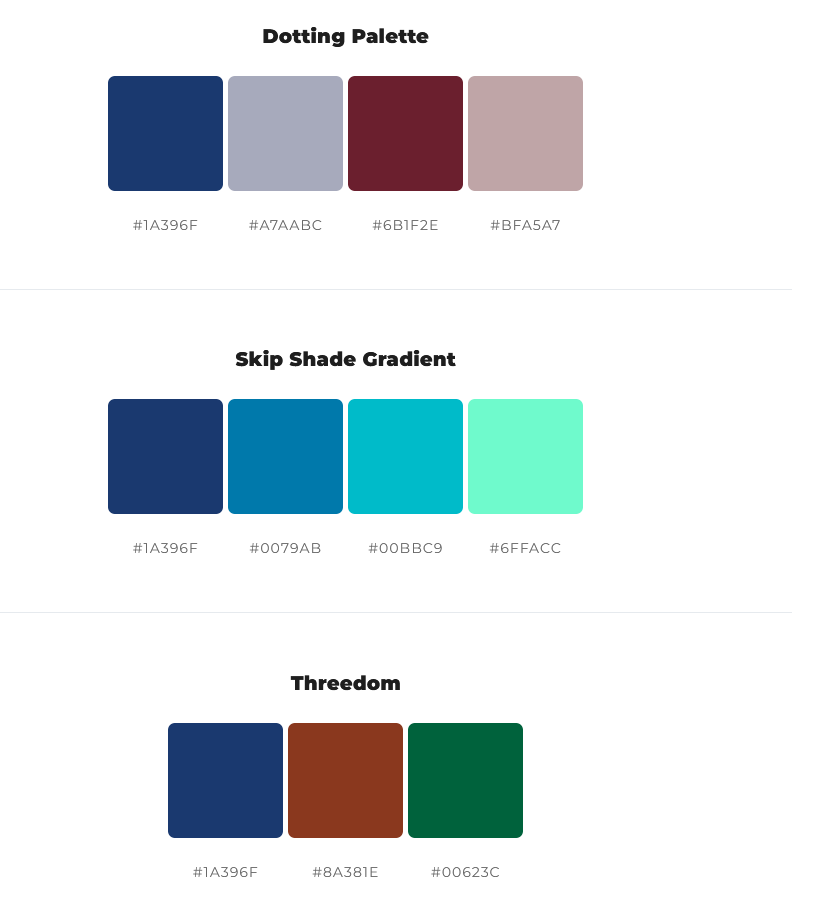 Dotting Palette
#1A396F #A7AABC #6B1F2E #BFA5A7
Skip Shade Gradient
#1A396F #0079AB #00BBC9 #6FFACC
Threedom
#1A396F #8A381E #00623C